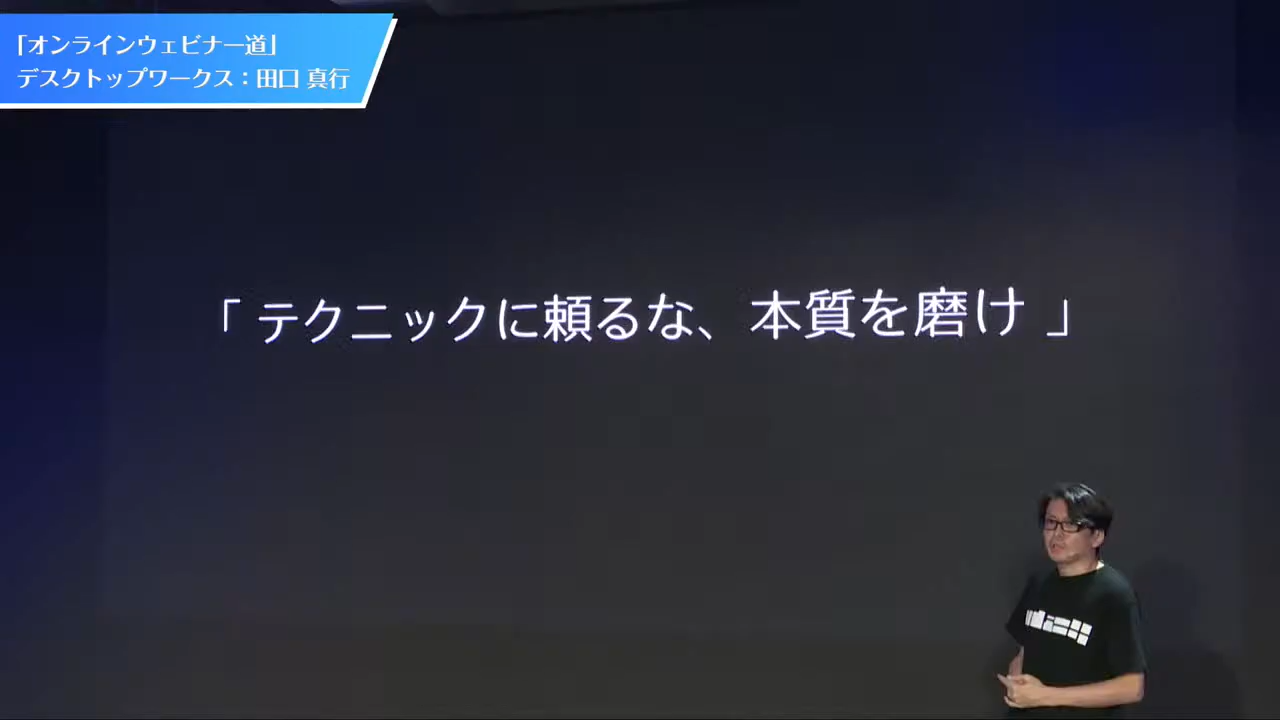 「オンラインウェビナー道」
デスクトップワークス：田口 真行
「 テクニックに頼るな、本質を磨け 」